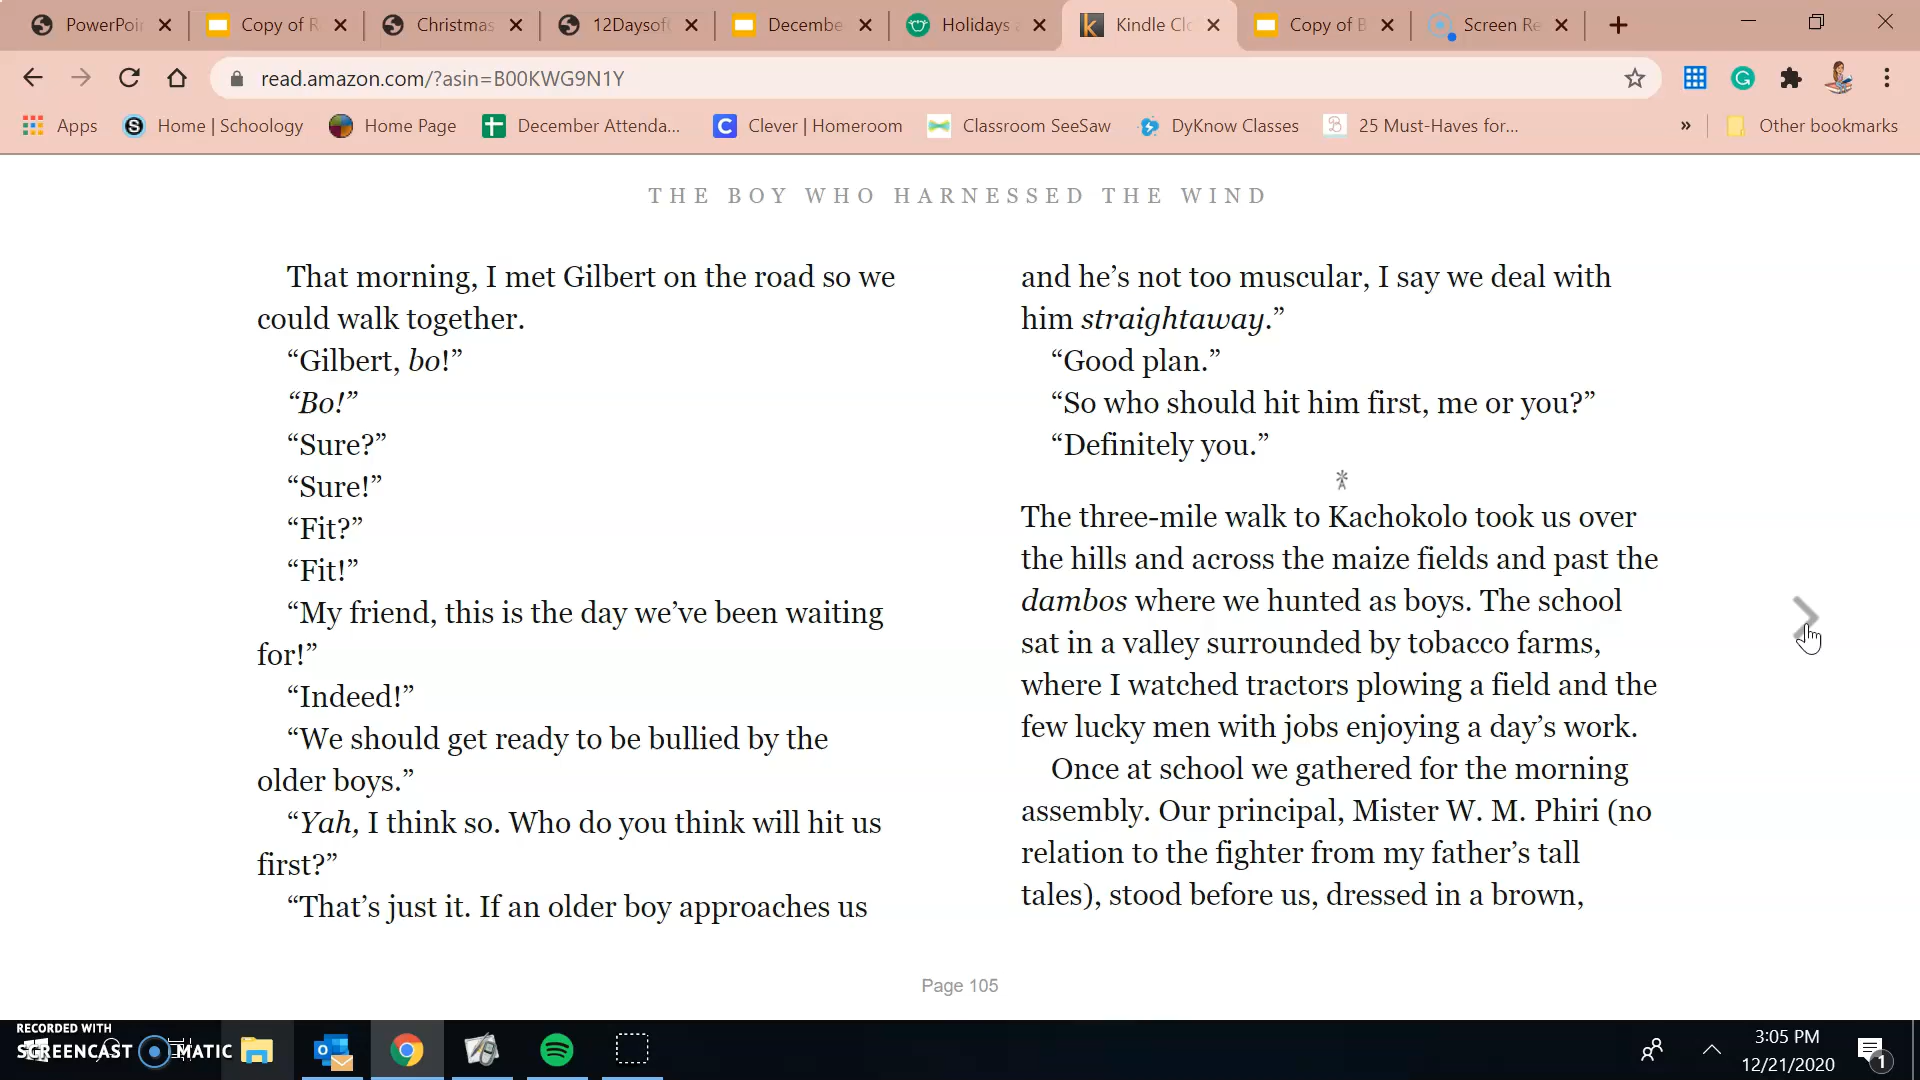 PowerPoi
Copy of R
Christmas
12Daysof
Decembe
Holidays a
Kindle Clo
Copy of B
Screen Re
read.amazon.com/?asin=B00KWG9N1Y
Apps
Home | Schoology
Home Page
December Attenda...
Clever | Homeroom
Classroom SeeSaw
DyKnow Classes
25 Must-Haves for...
»
Other bookmarks
THE BOY WHO HARNESSED THE WIND
That morning, I met Gilbert on the road so we
could walk together.
“Gilbert, bo!”
“Bo!”
“Sure?”
“Sure!”
“Fit?”
“Fit!”
“My friend, this is the day we’ve been waiting
for!”
“Indeed!”
“We should get ready to be bullied by the
older boys.”
“Yah, I think so. Who do you think will hit us
first?”
“That’s just it. If an older boy approaches us
and he’s not too muscular, I say we deal with
him straightaway.”
“Good plan.”
“So who should hit him first, me or you?”
“Definitely you.”
The three-mile walk to Kachokolo took us over
the hills and across the maize fields and past the
dambos where we hunted as boys. The school
sat in a valley surrounded by tobacco farms,
where I watched tractors plowing a field and the
few lucky men with jobs enjoying a day’s work.
Once at school we gathered for the morning
assembly. Our principal, Mister W. M. Phiri (no
relation to the fighter from my father’s tall
tales), stood before us, dressed in a brown,
Page 105
RECORDED WITH
SCREENCAST MATIC
3:05 PM
12/21/2020
1